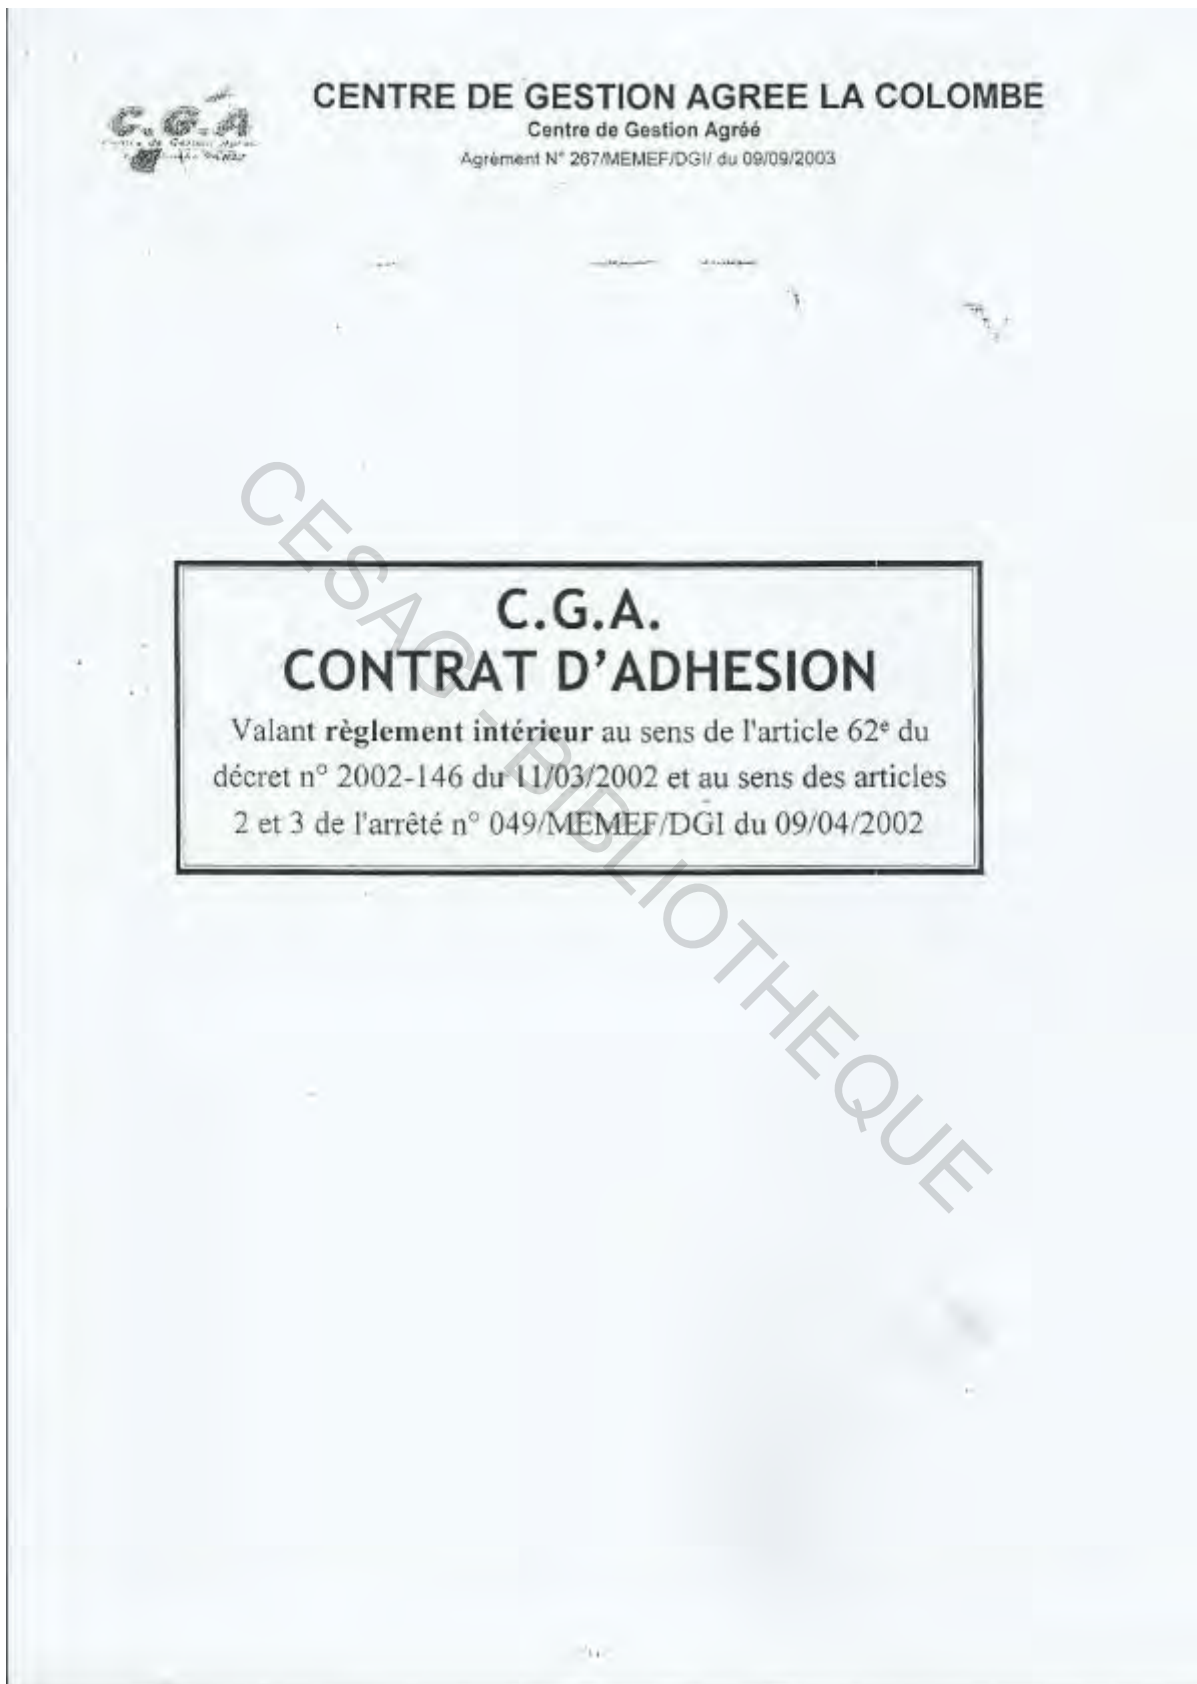 C.G.A
CENTRE DE GESTION AGREE LA COLOMBE
Centre de Gestion Agréé
Agrément N° 267/MEMEF/DGI/ du 09/09/2003
C.G.A.
CONTRAT D'ADHESION
Valant règlement intérieur au sens de l'article 62e du
décret n° 2002-146 du 11/03/2002 et au sens des articles
2 et 3 de l'arrêté n° 049/MEMEF/DGI du 09/04/2002
CESAG - BIBLIOTHEQUE